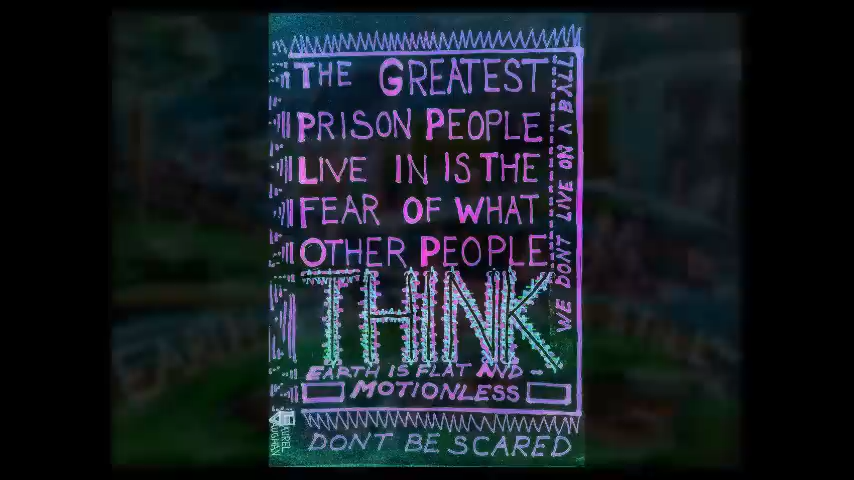 THE GREATEST
PRISON PEOPLE
LIVE IN IS THE
FEAR OF WHAT
OTHER PEOPLE
THINK
EARTH IS FLAT AND -
MOTIONLESS
DONT BE SCARED
WE DONT LIVE ON A BALL